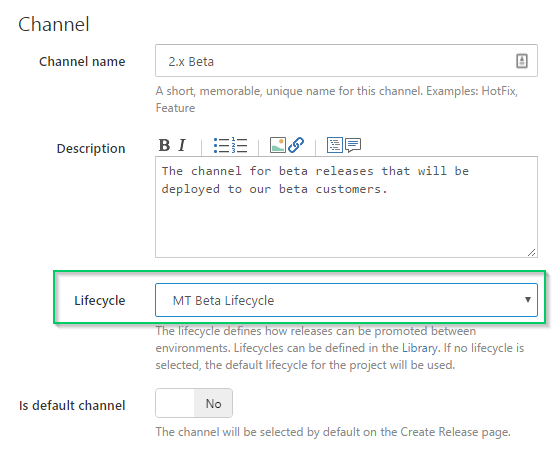 Channel
Channel name
2.x Beta
A short, memorable, unique name for this channel. Examples: HotFix,
Feature
Description
B I
The channel for beta releases that will be
deployed to our beta customers.
Lifecycle
MT Beta Lifecycle
The lifecycle defines how releases can be promoted between
environments. Lifecycles can be defined in the Library. If no lifecycle is
selected, the default lifecycle for the project will be used.
Is default channel
No
The channel will be selected by default on the Create Release page.